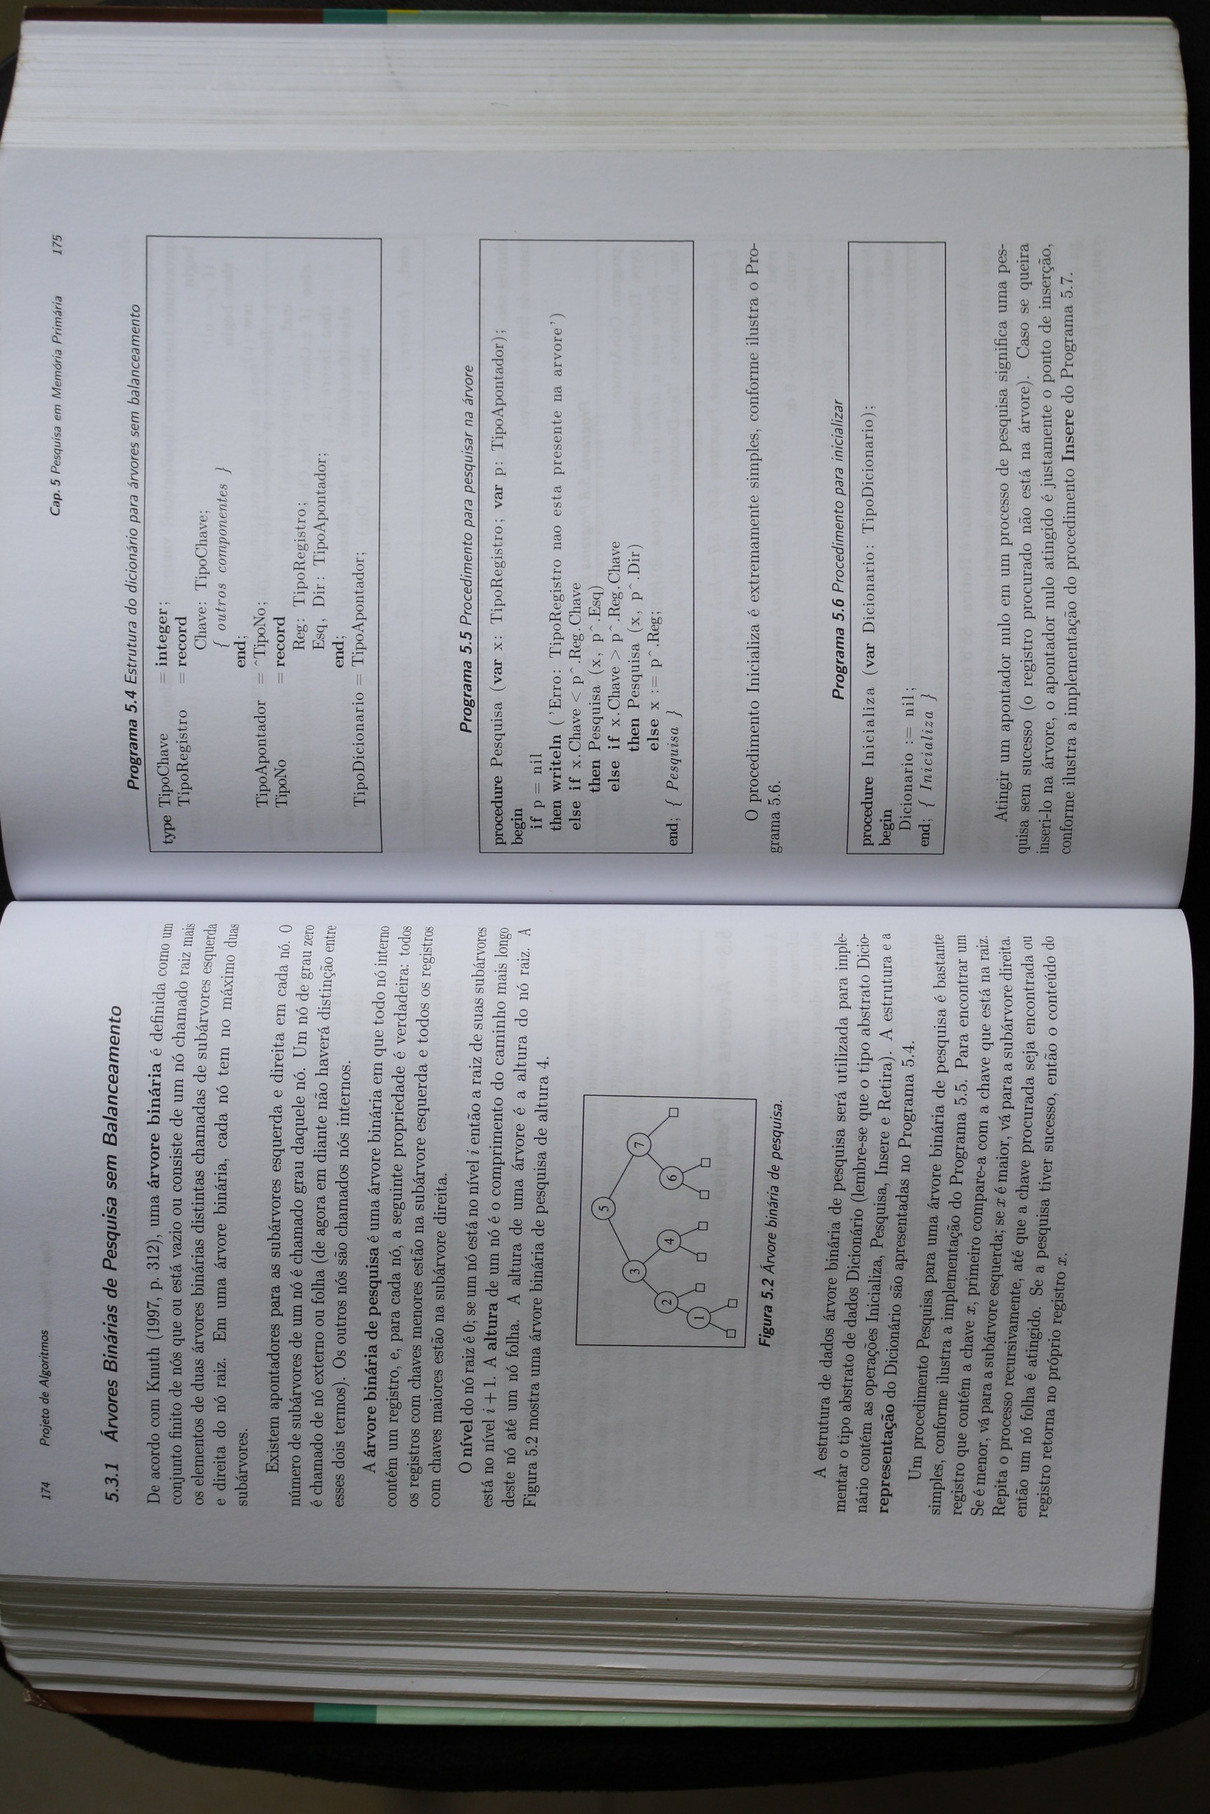 174 Projeto de Algoritmos
5.3.1 Árvores Binárias de Pesquisa sem Balanceamento
De acordo com Knuth (1997, p. 312), uma árvore binária é definida como um
conjunto finito de nós que ou está vazio ou consiste de um nó chamado raiz mais
os elementos de duas árvores binárias distintas chamadas de subárvores esquerda
e direita do nó raiz. Em uma árvore binária, cada nó tem no máximo duas
subárvores.
Existem apontadores para as subárvores esquerda e direita em cada nó. O
número de subárvores de um nó é chamado grau daquele nó. Um nó de grau zero
é chamado de nó externo ou folha (de agora em diante não haverá distinção entre
esses dois termos). Os outros nós são chamados nós internos.
A árvore binária de pesquisa é uma árvore binária em que todo nó interno
contém um registro, e, para cada nó, a seguinte propriedade é verdadeira: todos
os registros com chaves menores estão na subárvore esquerda e todos os registros
com chaves maiores estão na subárvore direita.
O nível do nó raiz é 0; se um nó está no nível i então a raiz de suas subárvores
está no nível i + 1. A altura de um nó é o comprimento do caminho mais longo
deste nó até um nó folha. A altura de uma árvore é a altura do nó raiz. A
Figura 5.2 mostra uma árvore binária de pesquisa de altura 4.
5
3 7
2 4 6
1
Figura 5.2 Árvore binária de pesquisa.
A estrutura de dados árvore binária de pesquisa será utilizada para imple-
mentar o tipo abstrato de dados Dicionário (lembre-se que o tipo abstrato Dicio-
nário contém as operações Inicializa, Pesquisa, Insere e Retira). A estrutura e a
representação do Dicionário são apresentadas no Programa 5.4.
Um procedimento Pesquisa para uma árvore binária de pesquisa é bastante
simples, conforme ilustra a implementação do Programa 5.5. Para encontrar um
registro que contém a chave x, primeiro compare-a com a chave que está na raiz.
Se é menor, vá para a subárvore esquerda; se x é maior, vá para a subárvore direita.
Repita o processo recursivamente, até que a chave procurada seja encontrada ou
então um nó folha é atingido. Se a pesquisa tiver sucesso, então o conteúdo do
registro retorna no próprio registro x.
Cap. 5 Pesquisa em Memória Primária 175
Programa 5.4 Estrutura do dicionário para árvores sem balanceamento
type TipoChave = integer;
TipoRegistro = record
Chave: TipoChave;
{ outros componentes }
end;
TipoApontador = ^TipoNo;
TipoNo = record
Reg: TipoRegistro;
Esq, Dir: TipoApontador;
end;
TipoDicionario = TipoApontador;
Programa 5.5 Procedimento para pesquisar na árvore
procedure Pesquisa (var x: TipoRegistro; var p: TipoApontador);
begin
if p = nil
then writeln ('Erro: TipoRegistro nao esta presente na arvore')
else if x.Chave < p^.Reg.Chave
then Pesquisa (x, p^.Esq)
else if x.Chave > p^.Reg.Chave
then Pesquisa (x, p^.Dir)
else x := p^.Reg;
end; { Pesquisa }
O procedimento Inicializa é extremamente simples, conforme ilustra o Pro-
grama 5.6.
Programa 5.6 Procedimento para inicializar
procedure Inicializa (var Dicionario: TipoDicionario);
begin
Dicionario := nil;
end; { Inicializa }
Atingir um apontador nulo em um processo de pesquisa significa uma pes-
quisa sem sucesso (o registro procurado não está na árvore). Caso se queira
inseri-lo na árvore, o apontador nulo atingido é justamente o ponto de inserção,
conforme ilustra a implementação do procedimento Insere do Programa 5.7.